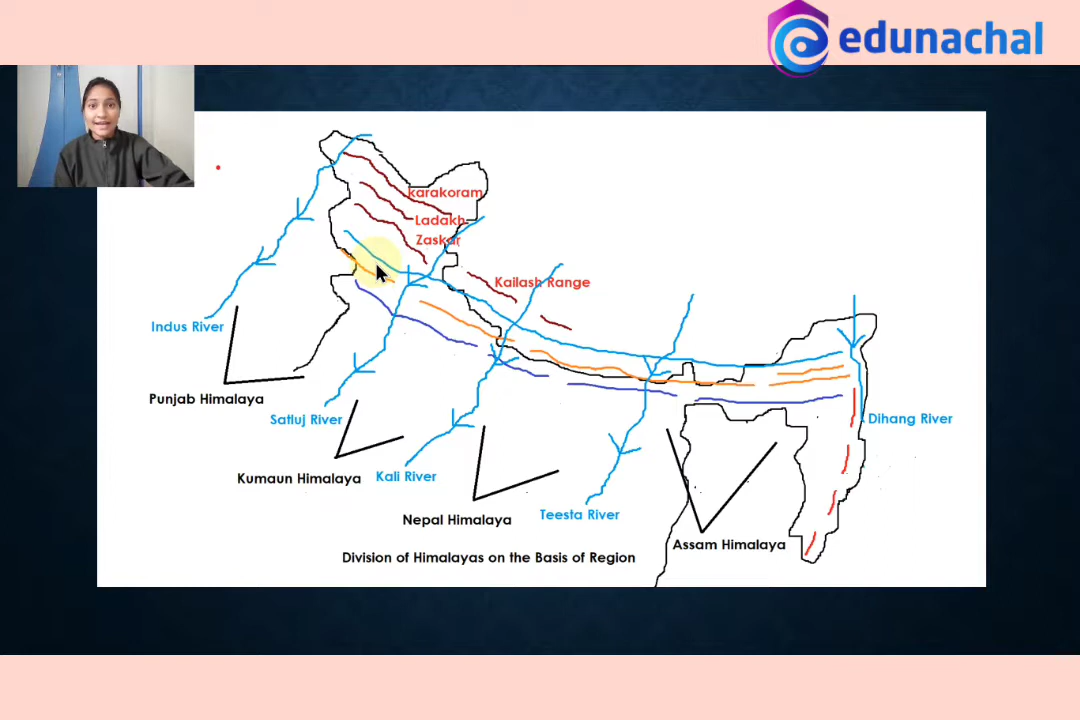 edunachal
karakoram
Ladakh
Zaskar
Kailash Range
Indus River
Punjab Himalaya
Satluj River
Dihang River
Kumaun Himalaya
Kali River
Nepal Himalaya
Teesta River
Assam Himalaya
Division of Himalayas on the Basis of Region